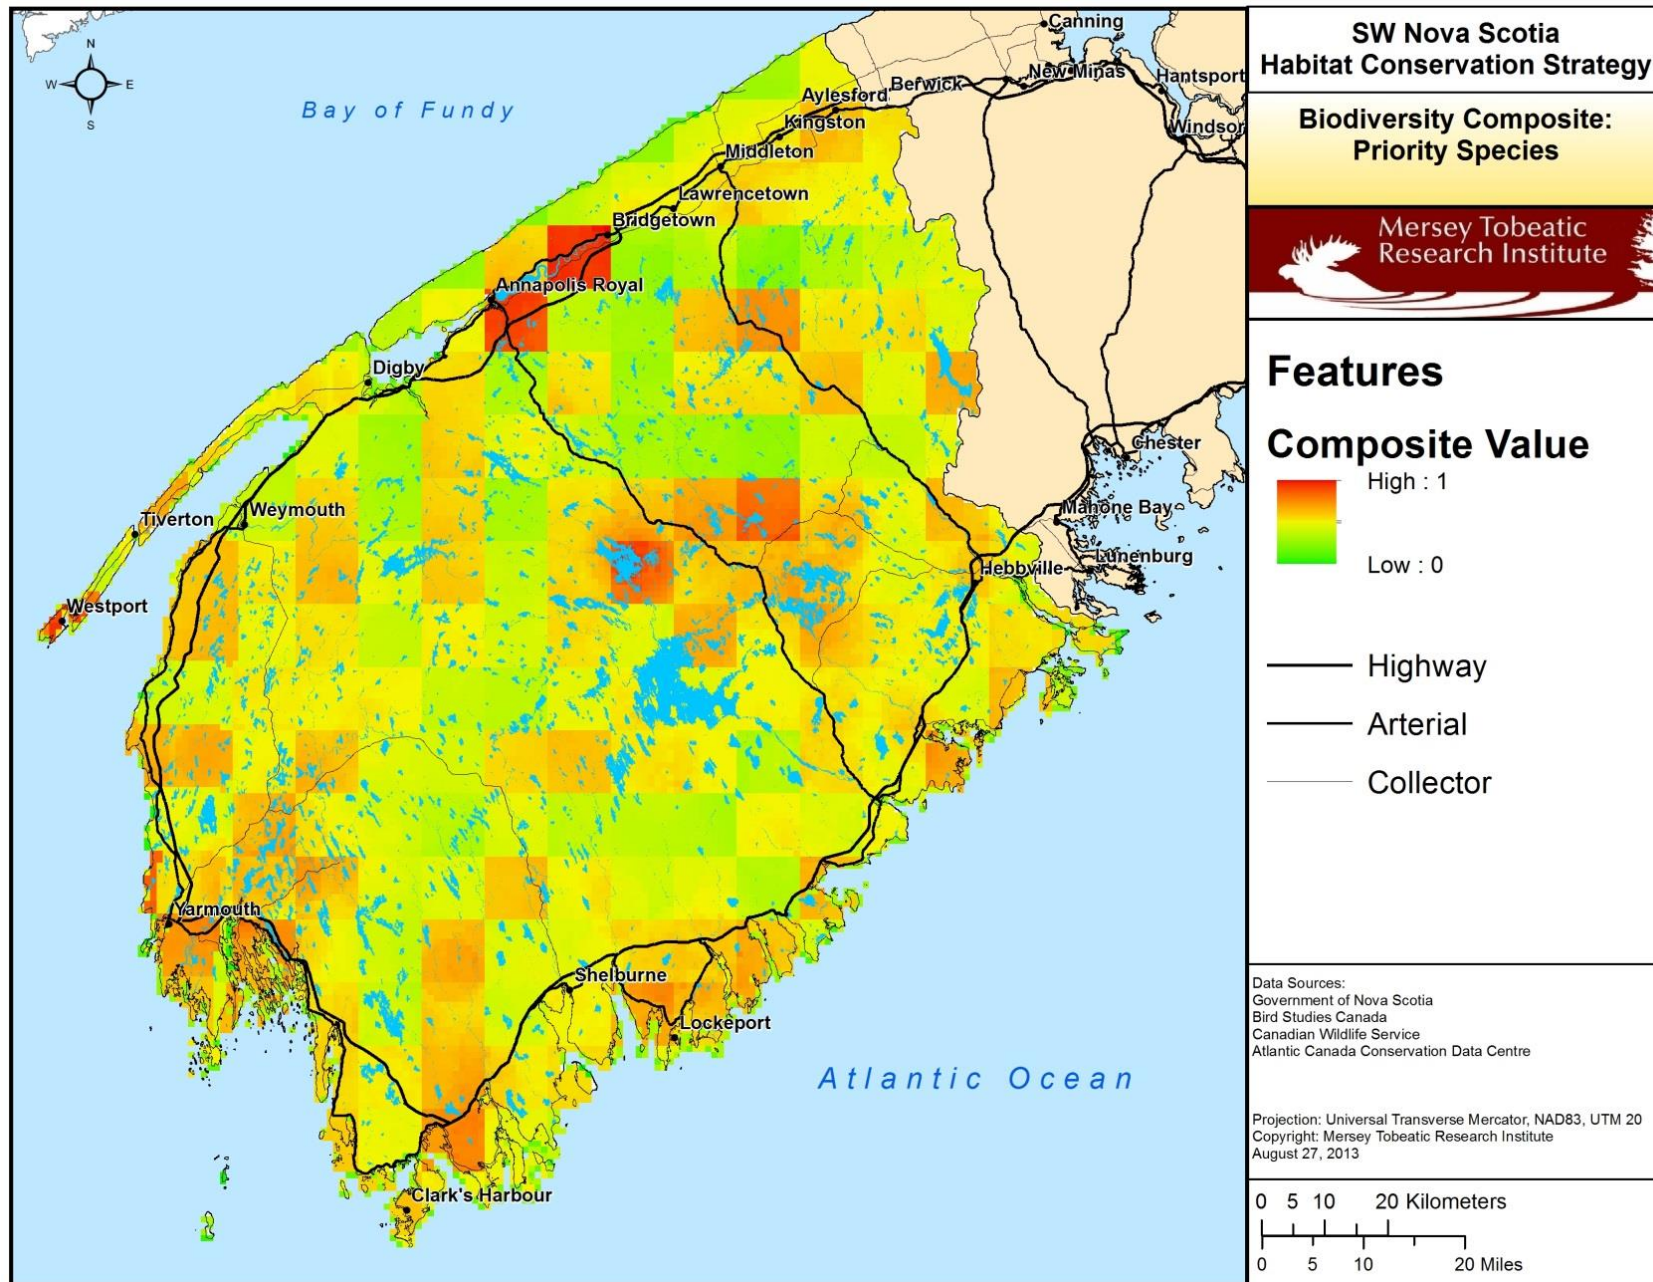 N
W E
S
Bay of Fundy
Canning
New Minas
Hantsport
Berwick
Aylesford
Kingston
Windsor
Middleton
Lawrencetown
Bridgetown
Annapolis Royal
Digby
Chester
Weymouth
Tiverton
Mahone Bay
Lunenburg
Hebbville
Westport
Yarmouth
Shelburne
Lockeport
Atlantic Ocean
Clark's Harbour
SW Nova Scotia
Habitat Conservation Strategy
Biodiversity Composite:
Priority Species
Mersey Tobeatic
Research Institute
Features
Composite Value
High : 1
Low : 0
Highway
Arterial
Collector
Data Sources:
Government of Nova Scotia
Bird Studies Canada
Canadian Wildlife Service
Atlantic Canada Conservation Data Centre
Projection: Universal Transverse Mercator, NAD83, UTM 20
Copyright: Mersey Tobeatic Research Institute
August 27, 2013
0 5 10 20 Kilometers
0 5 10 20 Miles